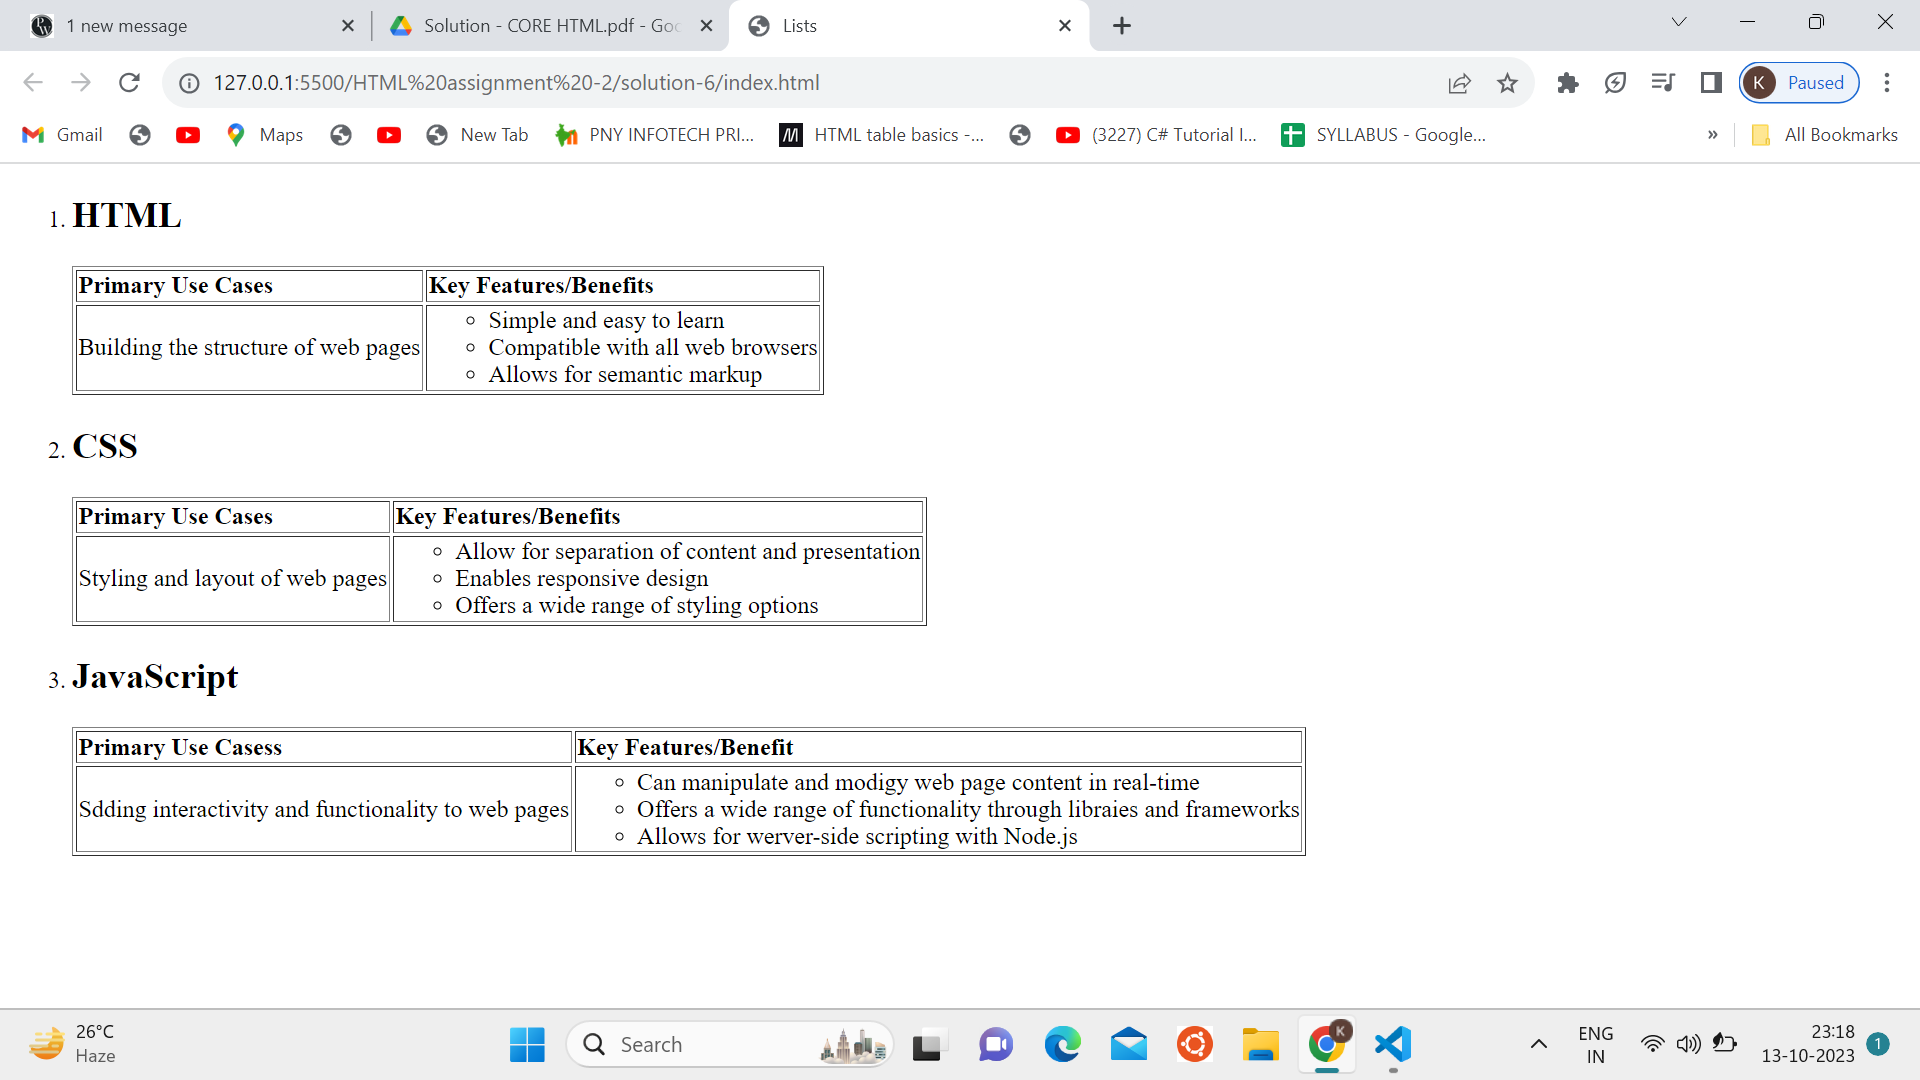 1 new message
Solution - CORE HTML.pdf - Goo
Lists
127.0.0.1:5500/HTML%20assignment%20-2/solution-6/index.html
K Paused
Gmail
Maps
New Tab
PNY INFOTECH PRI...
HTML table basics -...
(3227) C# Tutorial I...
SYLLABUS - Google...
» All Bookmarks
1. HTML
Primary Use Cases Key Features/Benefits
Building the structure of web pages
Simple and easy to learn
Compatible with all web browsers
Allows for semantic markup
2. CSS
Primary Use Cases Key Features/Benefits
Styling and layout of web pages
Allow for separation of content and presentation
Enables responsive design
Offers a wide range of styling options
3. JavaScript
Primary Use Casess Key Features/Benefit
Sdding interactivity and functionality to web pages
Can manipulate and modigy web page content in real-time
Offers a wide range of functionality through libraies and frameworks
Allows for werver-side scripting with Node.js
26°C
Haze
Search
K
ENG
IN
23:18
13-10-2023
1